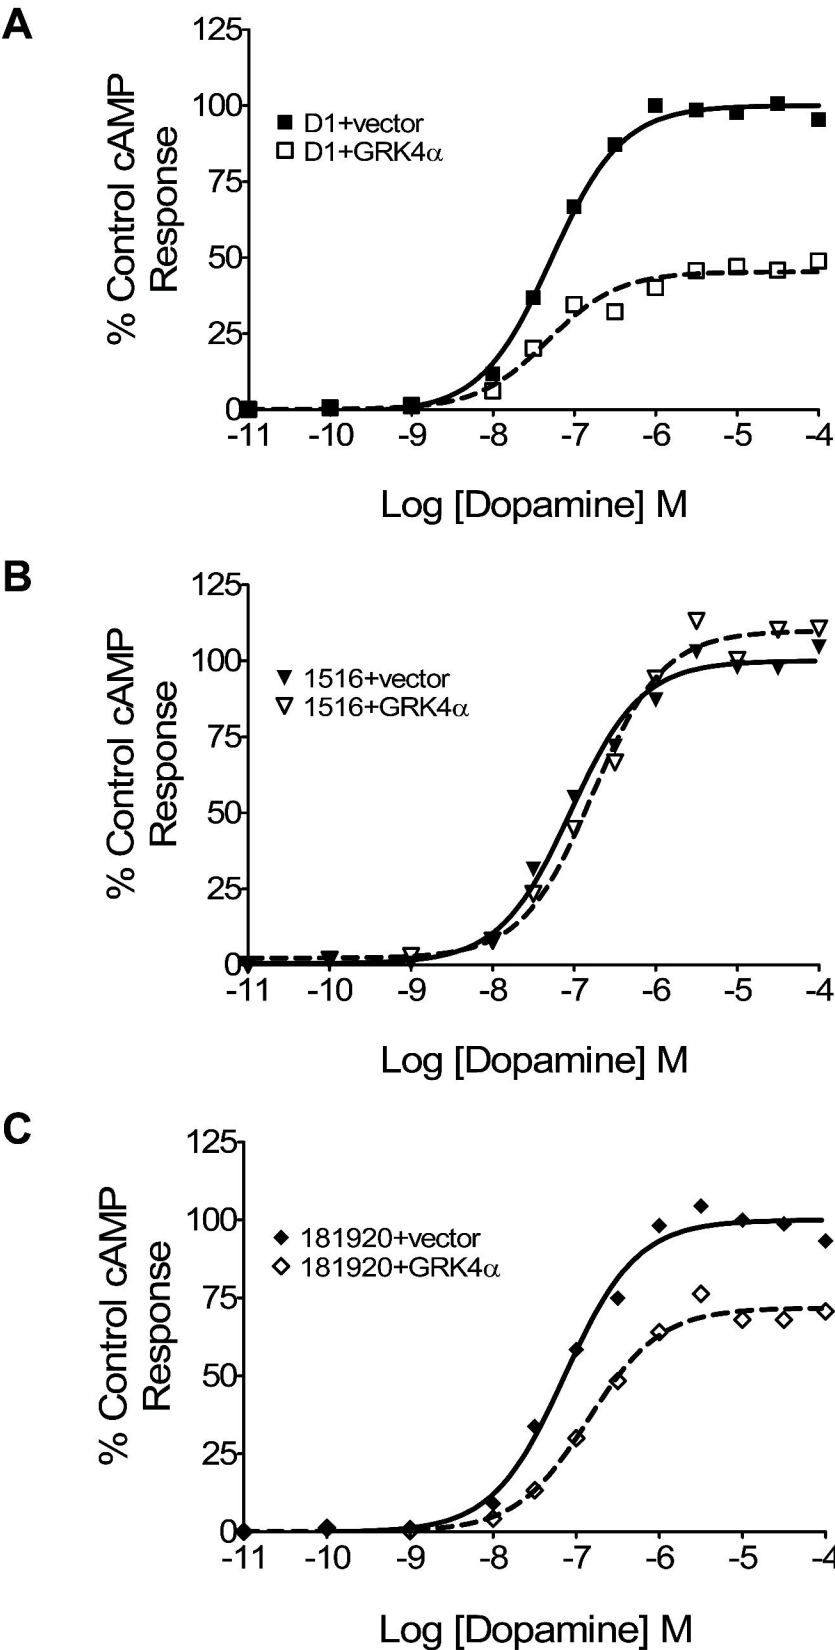 A
125
100
75
50
25
0
% Control cAMP
Response
D1+vector
D1+GRK4α
-11 -10 -9 -8 -7 -6 -5 -4
Log [Dopamine] M
B
125
100
75
50
25
0
% Control cAMP
Response
1516+vector
1516+GRK4α
-11 -10 -9 -8 -7 -6 -5 -4
Log [Dopamine] M
C
125
100
75
50
25
0
% Control cAMP
Response
181920+vector
181920+GRK4α
-11 -10 -9 -8 -7 -6 -5 -4
Log [Dopamine] M